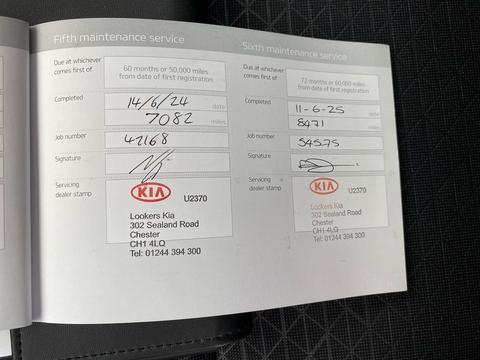 Fifth maintenance service
Due at whichever
comes first of
60 months or 50,000 miles
from date of first registration
Completed
14/6/24
date
7082
miles
Job number
42168
Signature
Servicing
dealer stamp
KIA
U2370
Lookers Kia
302 Sealand Road
Chester
CH1 4LQ
Tel: 01244 394 300
Sixth maintenance service
Due at whichever
comes first of
72 months or 60,000 miles
from date of first registration
Completed
11-6-25
date
8471
miles
Job number
54575
Signature
Servicing
dealer stamp
KIA
U2370
Lookers Kia
302 Sealand Road
Chester
CH1 4LQ
Tel: 01244 394 300